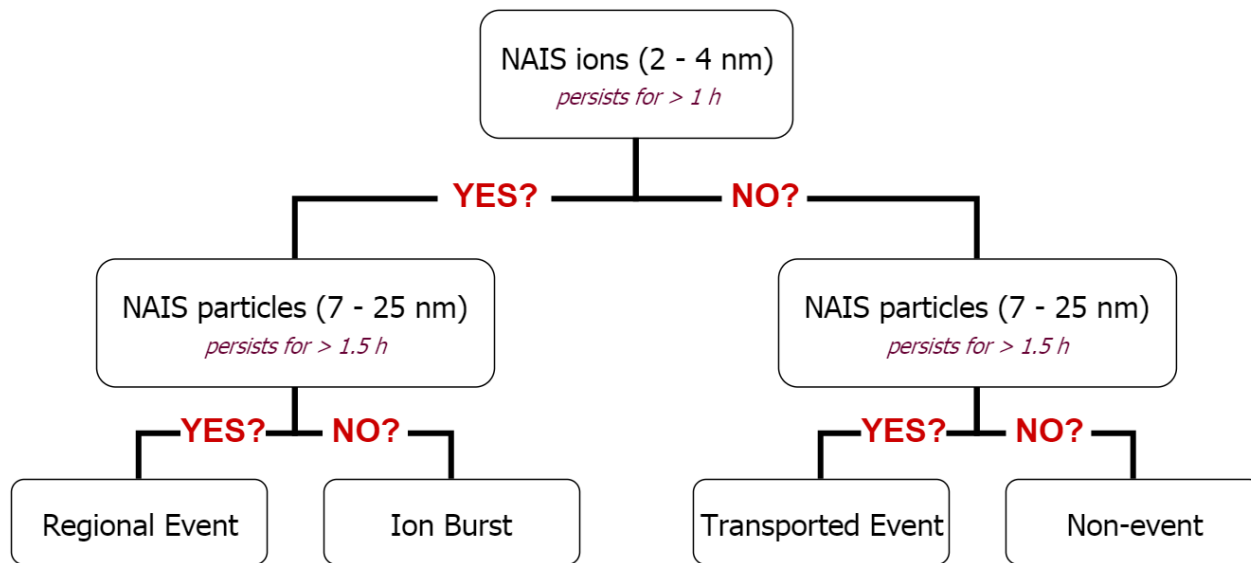 NAIS ions (2 - 4 nm)
persists for > 1 h
YES?
NO?
NAIS particles (7 - 25 nm)
persists for > 1.5 h
NAIS particles (7 - 25 nm)
persists for > 1.5 h
YES?
NO?
YES?
NO?
Regional Event
Ion Burst
Transported Event
Non-event